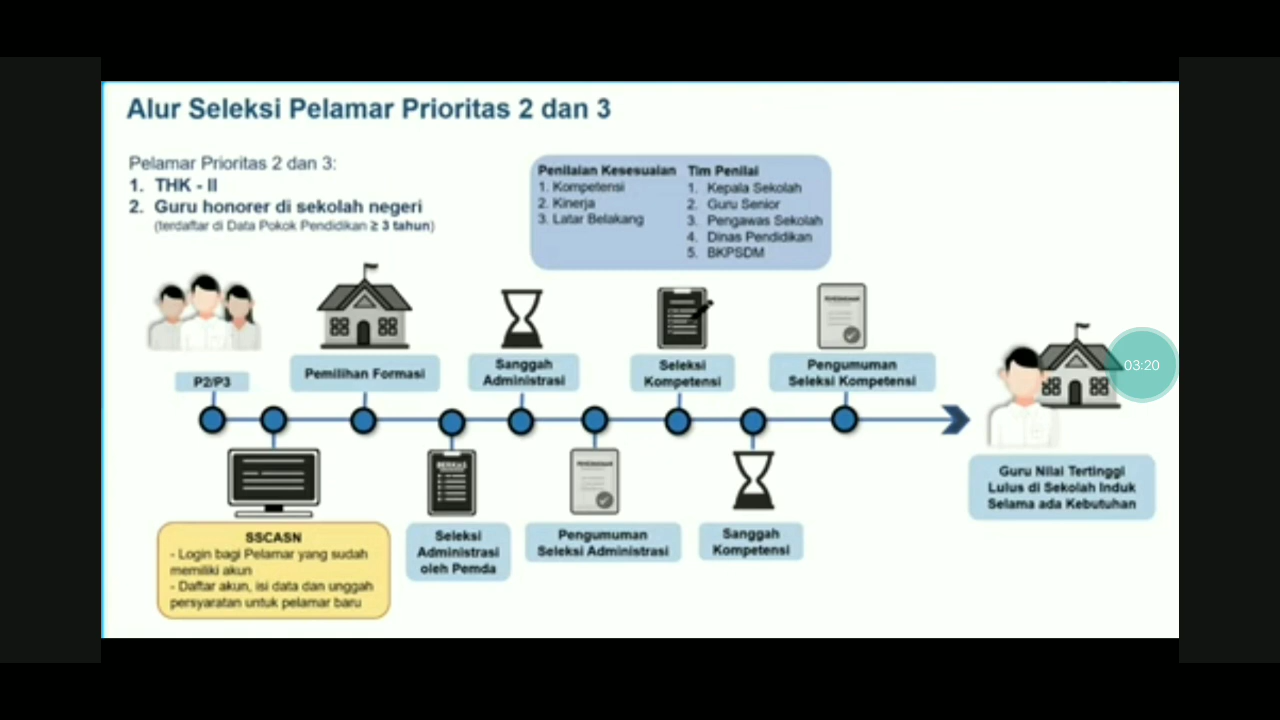 Alur Seleksi Pelamar Prioritas 2 dan 3
Pelamar Prioritas 2 dan 3:
1. THK - II
2. Guru honorer di sekolah negeri
(terdaftar di Data Pokok Pendidikan ≥ 3 tahun)
Penilaian Kesesuaian
1. Kompetensi
2. Kinerja
3. Latar Belakang
Tim Penilai
1. Kepala Sekolah
2. Guru Senior
3. Pengawas Sekolah
4. Dinas Pendidikan
5. BKPSDM
P2/P3
Pemilihan Formasi
Sanggah
Administrasi
Seleksi
Kompetensi
PENGUMUMAN
Pengumuman
Seleksi Kompetensi
03:20
SSCASN
- Login bagi Pelamar yang sudah
memiliki akun
- Daftar akun, isi data dan unggah
persyaratan untuk pelamar baru
BERKAS
Seleksi
Administrasi
oleh Pemda
PENGUMUMAN
Pengumuman
Seleksi Administrasi
Sanggah
Kompetensi
Guru Nilai Tertinggi
Lulus di Sekolah Induk
Selama ada Kebutuhan